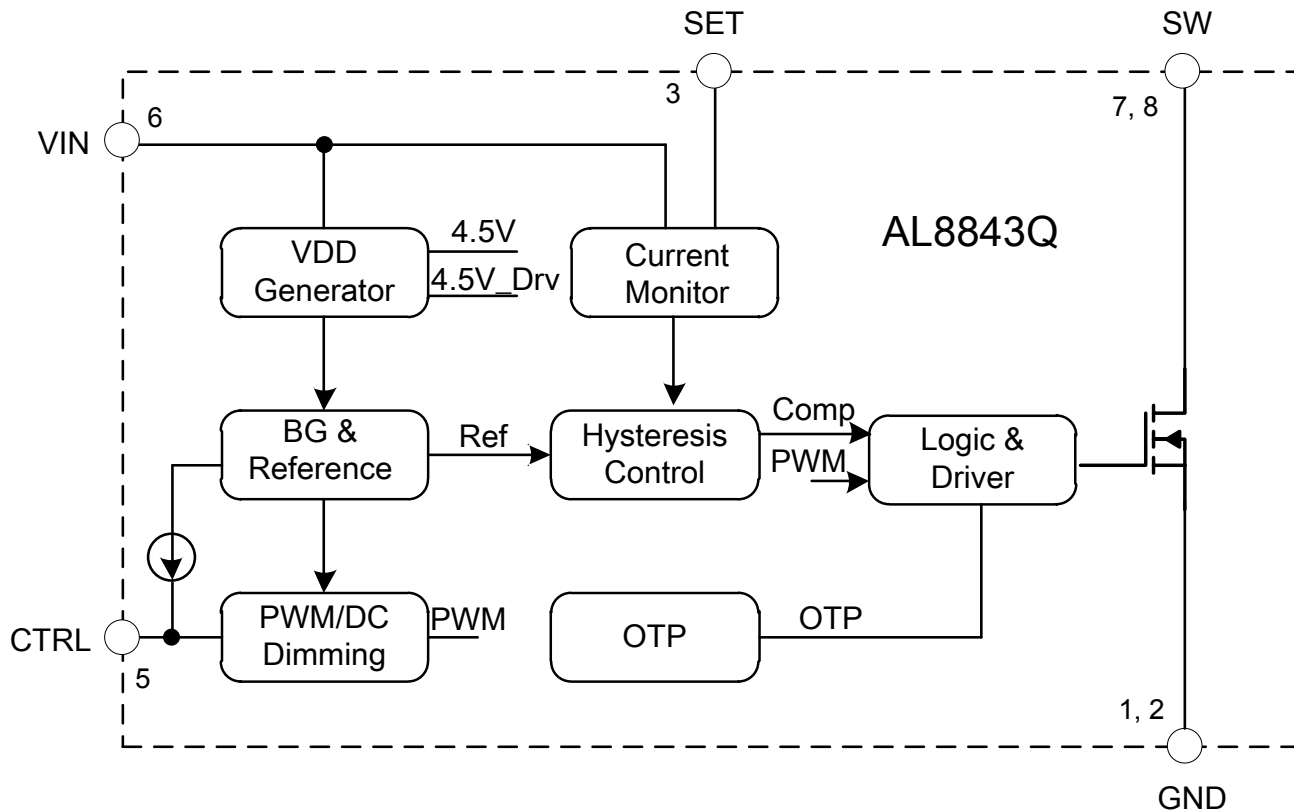 SET
SW
3
7, 8
6
VIN
AL8843Q
4.5V
VDD
Generator
4.5V_Drv
Current
Monitor
BG &
Reference
Ref
Hysteresis
Control
Comp
PWM
Logic &
Driver
CTRL
5
PWM/DC
Dimming
PWM
OTP
OTP
1, 2
GND